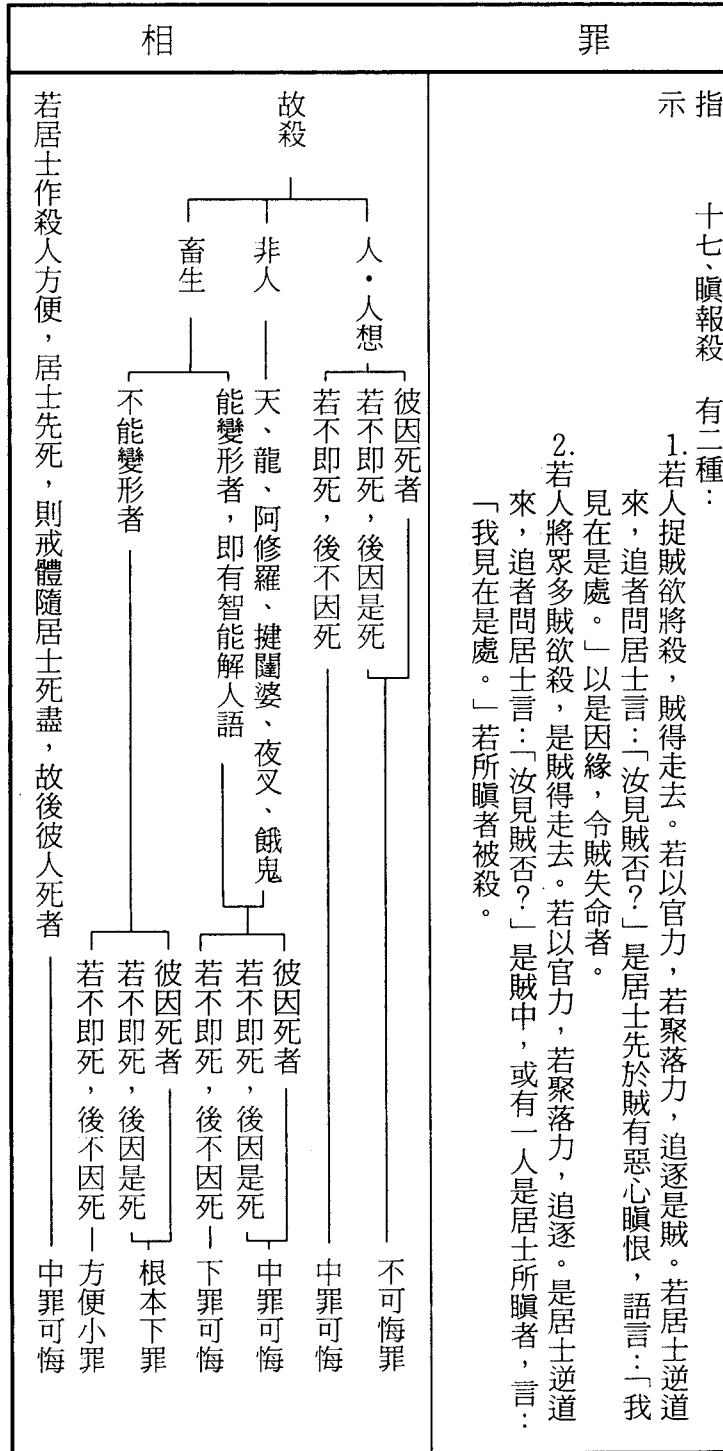 罪
指示
十七、瞋報殺　有二種：
1.若人捉賊欲將殺，賊得走去。若以官力，若聚落力，追逐是賊。若居士逆道
來，追者問居士言：「汝見賊否？」是居士先於賊有惡心瞋恨，語言：「我
見在是處。」以是因緣，令賊失命者。
2.若人將眾多賊欲殺，是賊得走去。若以官力，若聚落力，追逐。是居士逆道
來，追者問居士言：「汝見賊否？」是賊中，或有一人是居士所瞋者，言：
「我見在是處。」若所瞋者被殺。
相
故殺
人・人想
彼因死者
若不即死，後因是死
不可悔罪
若不即死，後不因死
中罪可悔
非人
天、龍、阿修羅、揵闥婆、夜叉、餓鬼
畜生
能變形者，即有智能解人語
彼因死者
若不即死，後因是死
中罪可悔
若不即死，後不因死
下罪可悔
不能變形者
彼因死者
若不即死，後因是死
根本下罪
若不即死，後不因死
方便小罪
若居士作殺人方便，居士先死，則戒體隨居士死盡，故後彼人死者
中罪可悔